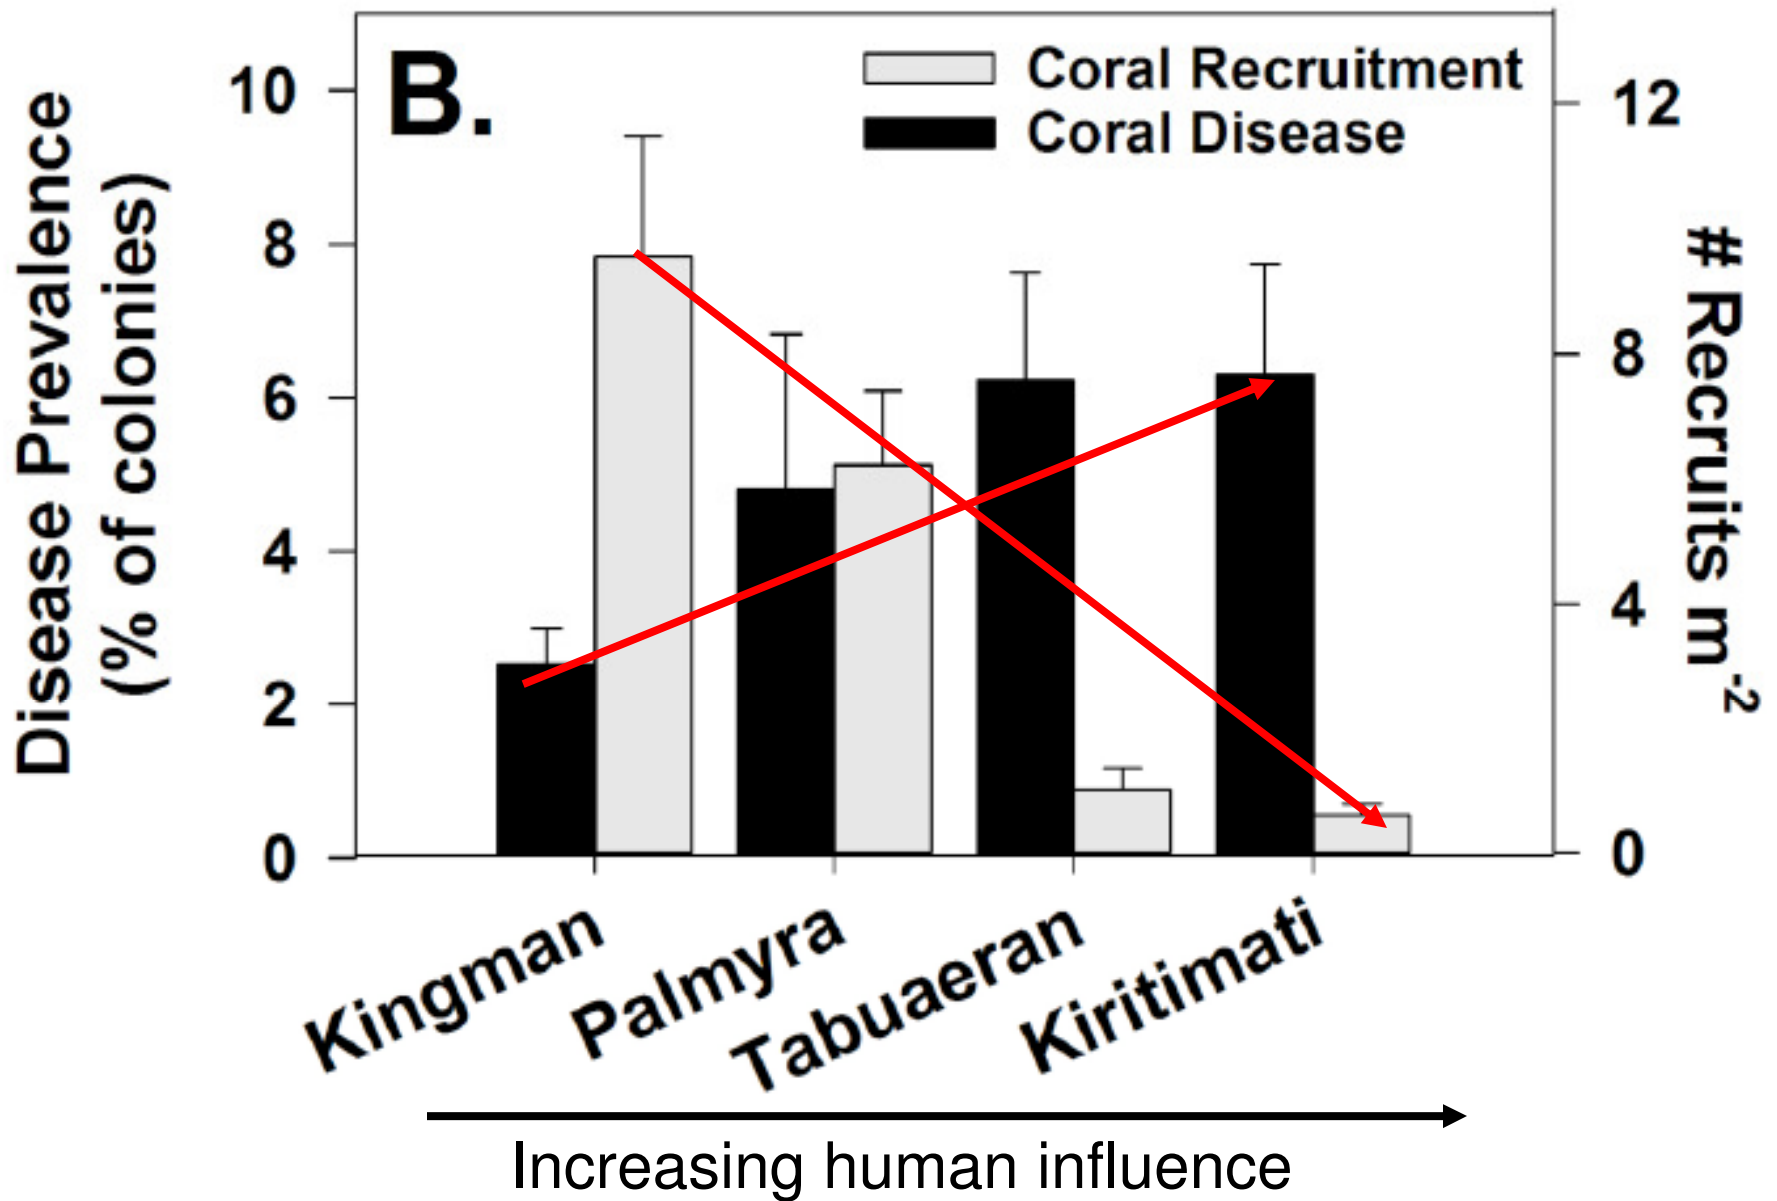 B.
Coral Recruitment
Coral Disease
Disease Prevalence
(% of colonies)
10
8
6
4
2
0
12
8
4
0
# Recruits m-2
Kingman
Palmyra
Tabuaeran
Kiritimati
Increasing human influence